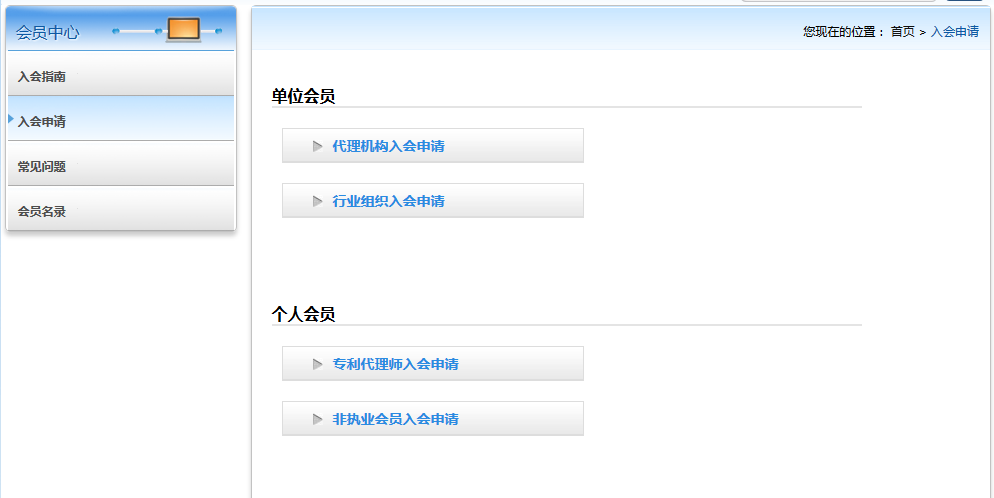 会员中心
入会指南
入会申请
常见问题
会员名录
您现在的位置： 首页 > 入会申请
单位会员
代理机构入会申请
行业组织入会申请
个人会员
专利代理师入会申请
非执业会员入会申请